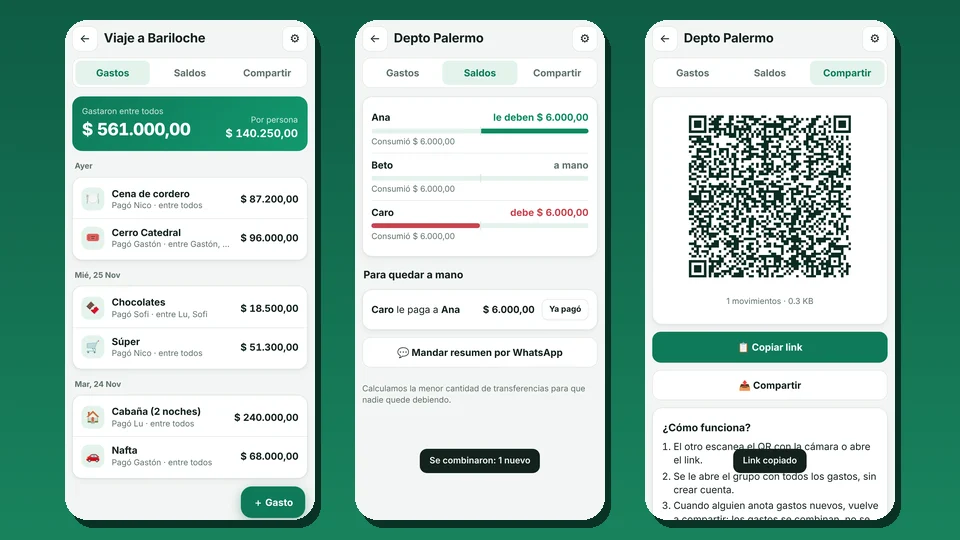 ← Viaje a Bariloche ⚙
Gastos Saldos Compartir
Gastaron entre todos
$ 561.000,00
Por persona
$ 140.250,00
Ayer
Cena de cordero
Pagó Nico · entre todos
$ 87.200,00
Cerro Catedral
Pagó Gastón · entre Gastón, ...
$ 96.000,00
Mié, 25 Nov
Chocolates
Pagó Sofi · entre Lu, Sofi
$ 18.500,00
Súper
Pagó Nico · entre todos
$ 51.300,00
Mar, 24 Nov
Cabaña (2 noches)
Pagó Lu · entre todos
$ 240.000,00
Nafta
Pagó Gastón · entre todos
$ 68.000,00
+ Gasto
← Depto Palermo ⚙
Gastos Saldos Compartir
Ana le deben $ 6.000,00
Consumió $ 6.000,00
Beto a mano
Consumió $ 6.000,00
Caro debe $ 6.000,00
Consumió $ 6.000,00
Para quedar a mano
Caro le paga a Ana $ 6.000,00 Ya pagó
💬 Mandar resumen por WhatsApp
Calculamos la menor cantidad de transferencias para que
nadie quede debiendo.
Se combinaron: 1 nuevo
← Depto Palermo ⚙
Gastos Saldos Compartir
1 movimientos · 0.3 KB
📋 Copiar link
📤 Compartir
¿Cómo funciona?
1. El otro escanea el QR con la cámara o abre
el link.
Link copiado
2. Se le abre el grupo con todos los gastos, sin
crear cuenta.
3. Cuando alguien anota gastos nuevos, vuelve
a compartir: los gastos se combinan, no se